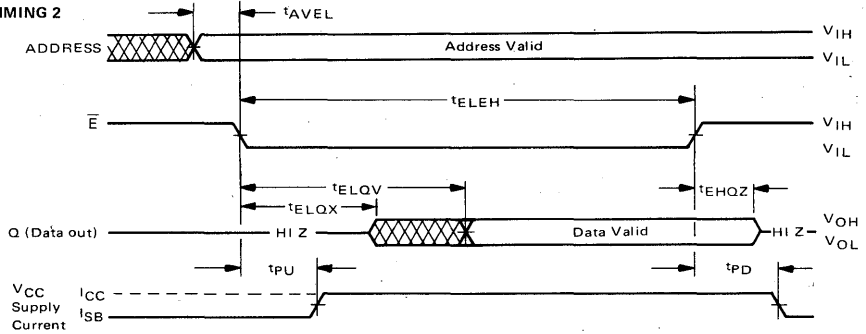 MING 2
tAVEL
ADDRESS
Address Valid
VIH
VIL
tELEH
E
VIH
VIL
tELQV
tEHQZ
tELQX
Q (Data out)
HI Z
Data Valid
HI Z
VOH
VOL
tPU
tPD
VCC
Supply
Current
ICC
ISB